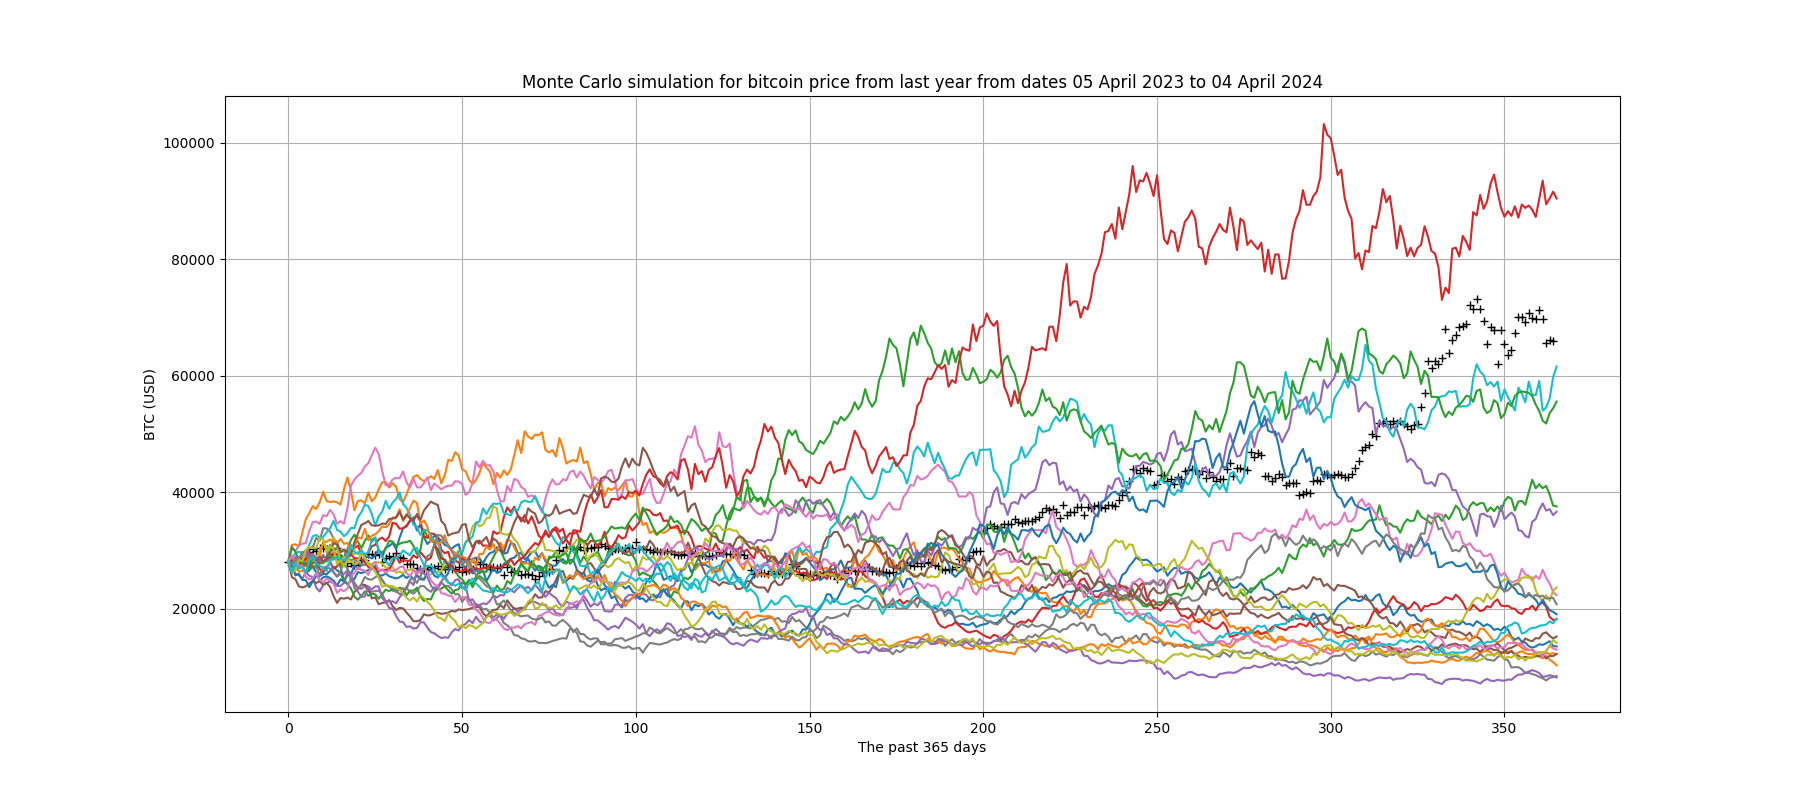 Monte Carlo simulation for bitcoin price from last year from dates 05 April 2023 to 04 April 2024
100000
80000
60000
40000
20000
BTC (USD)
0 50 100 150 200 250 300 350
The past 365 days